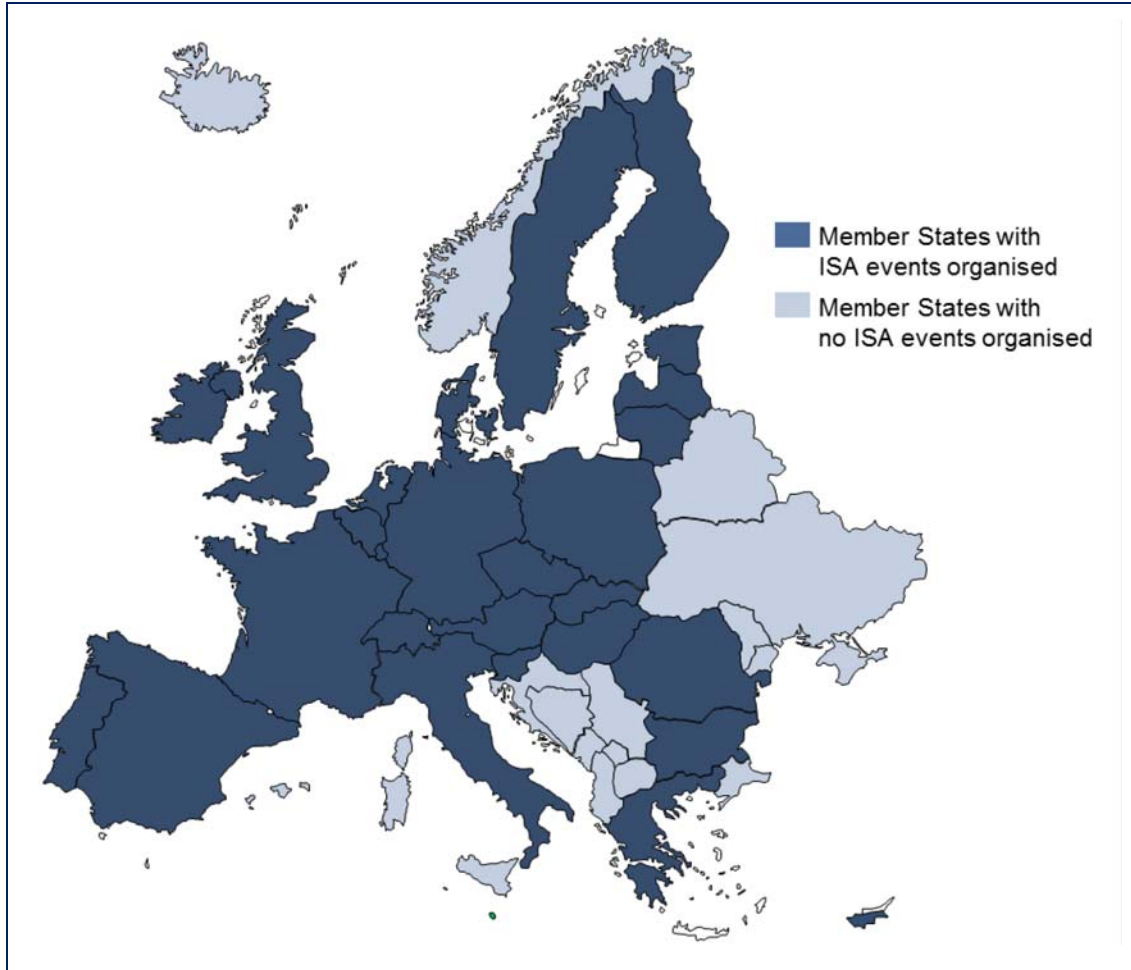 Member States with
ISA events organised
Member States with
no ISA events organised